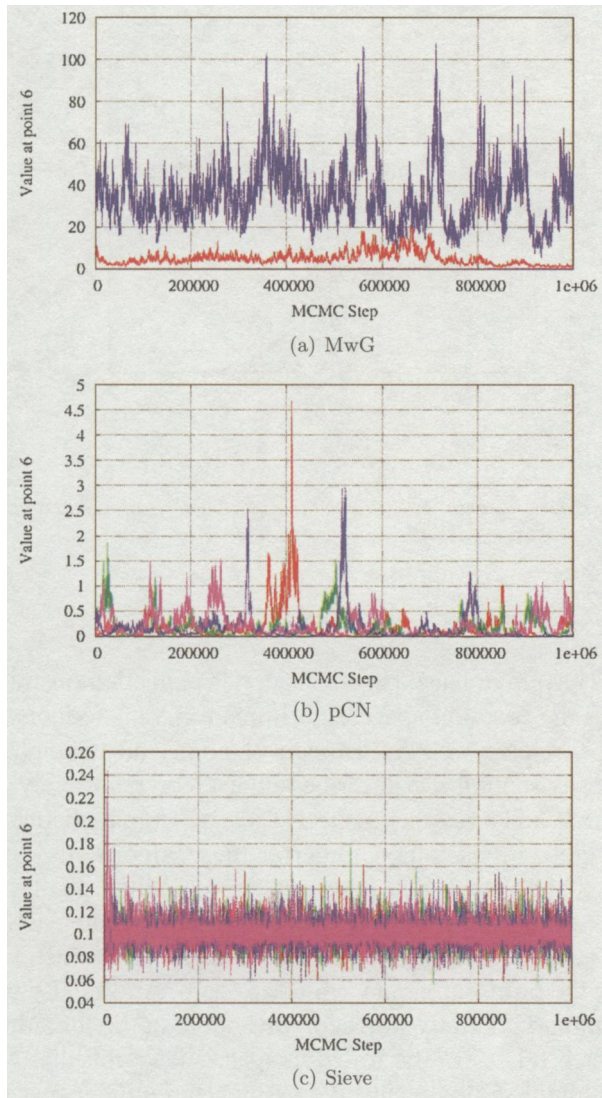 120
100
80
60
40
20
0
Value at point 6
0 200000 400000 600000 800000 1e+06
MCMC Step
(a) MwG
5
4.5
4
3.5
3
2.5
2
1.5
1
0.5
0
Value at point 6
0 200000 400000 600000 800000 1e+06
MCMC Step
(b) pCN
0.26
0.24
0.22
0.2
0.18
0.16
0.14
0.12
0.1
0.08
0.06
0.04
Value at point 6
0 200000 400000 600000 800000 1e+06
MCMC Step
(c) Sieve